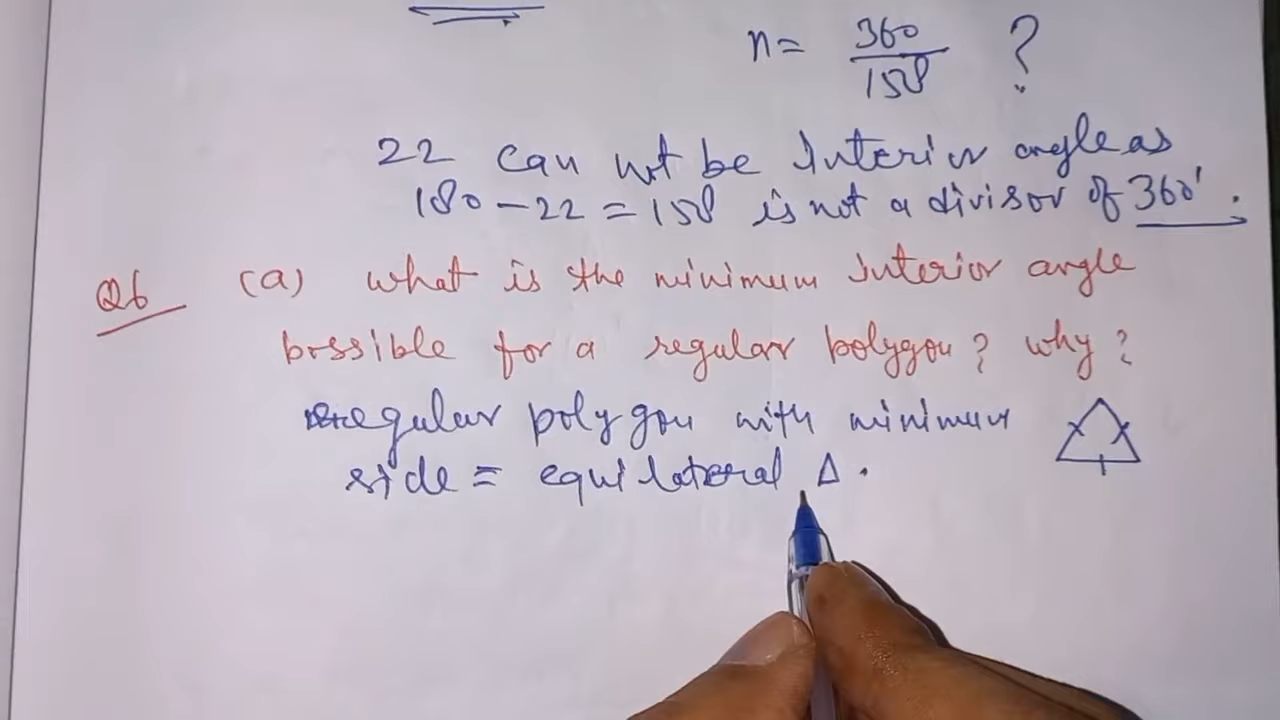 n = 360/158 ?
22 can not be Interior angle as
180 - 22 = 158 is not a divisor of 360°.
Q6 (a) what is the minimum interior angle
possible for a regular polygon? why?
regular polygon with minimum
side = equilateral Δ.